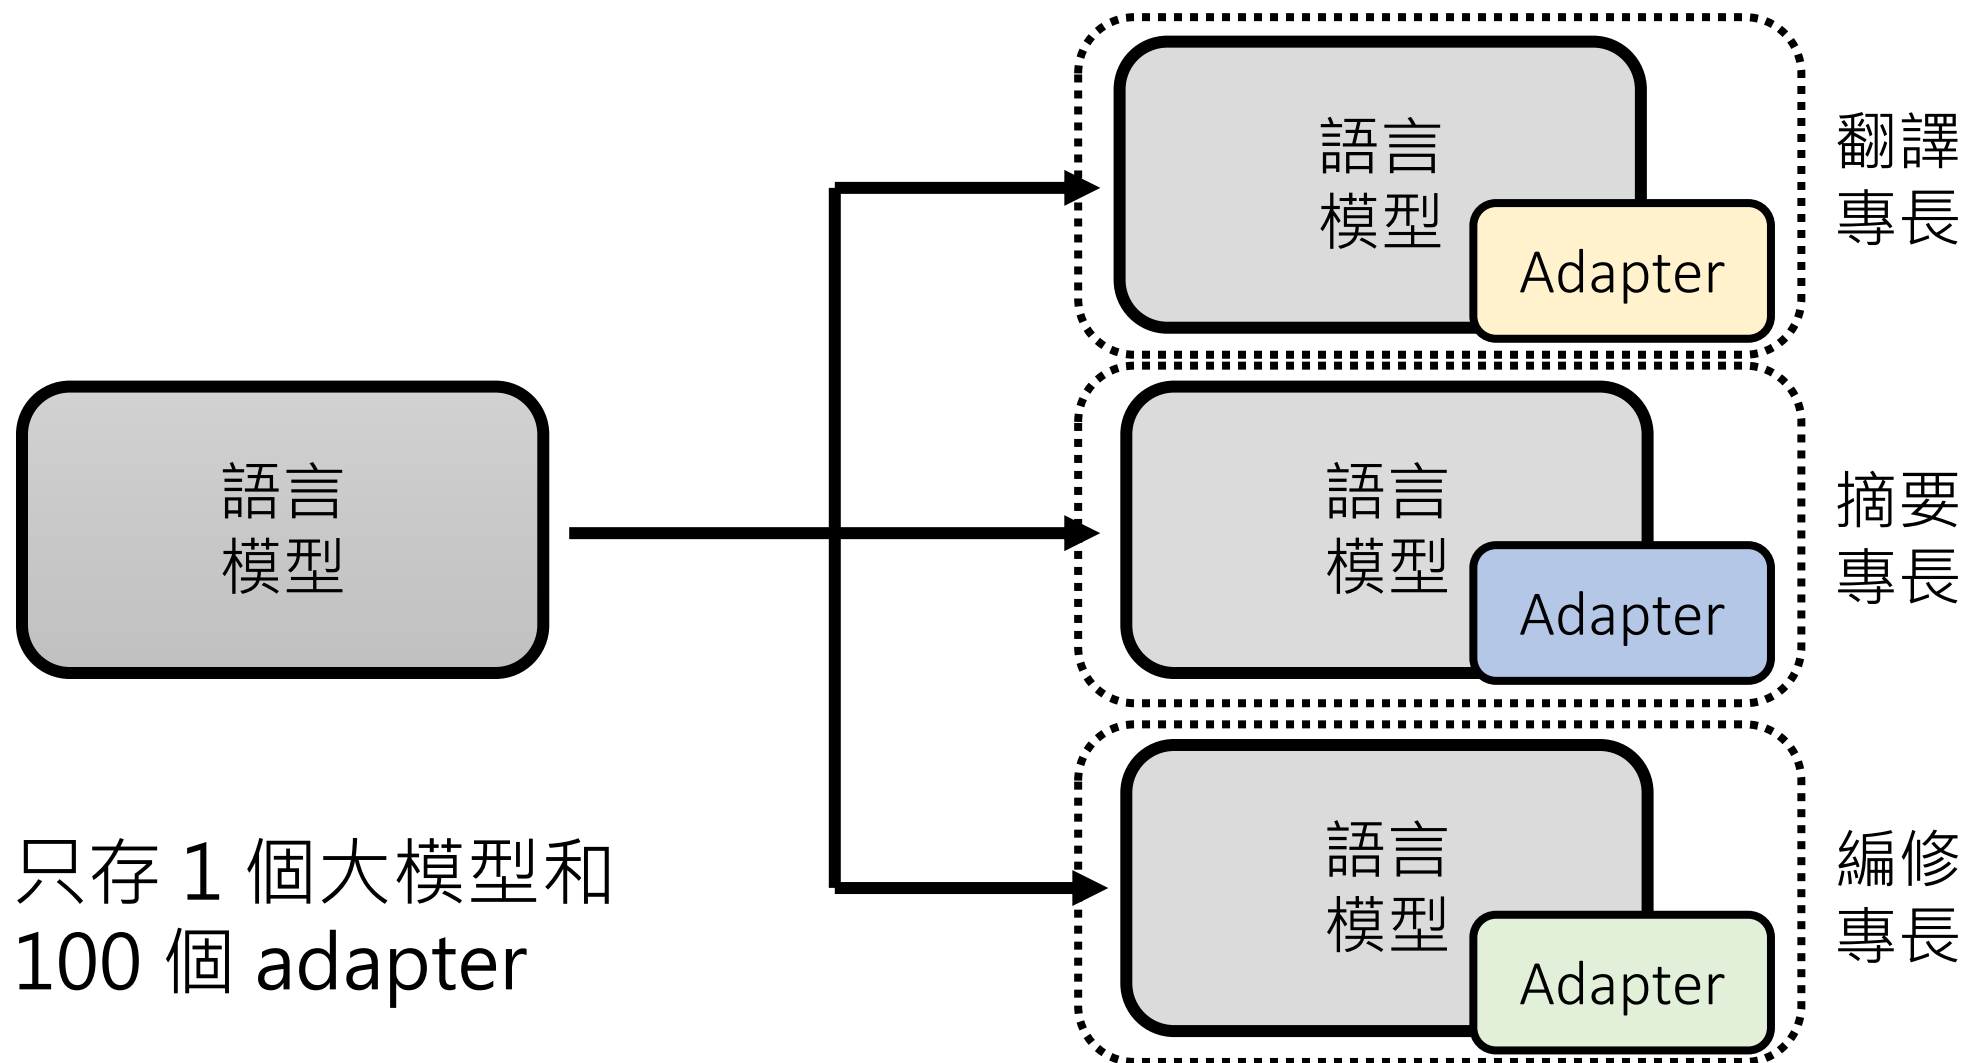 語言
模型
只存 1 個大模型和
100 個 adapter
語言
模型
Adapter
翻譯
專長
語言
模型
Adapter
摘要
專長
語言
模型
Adapter
編修
專長